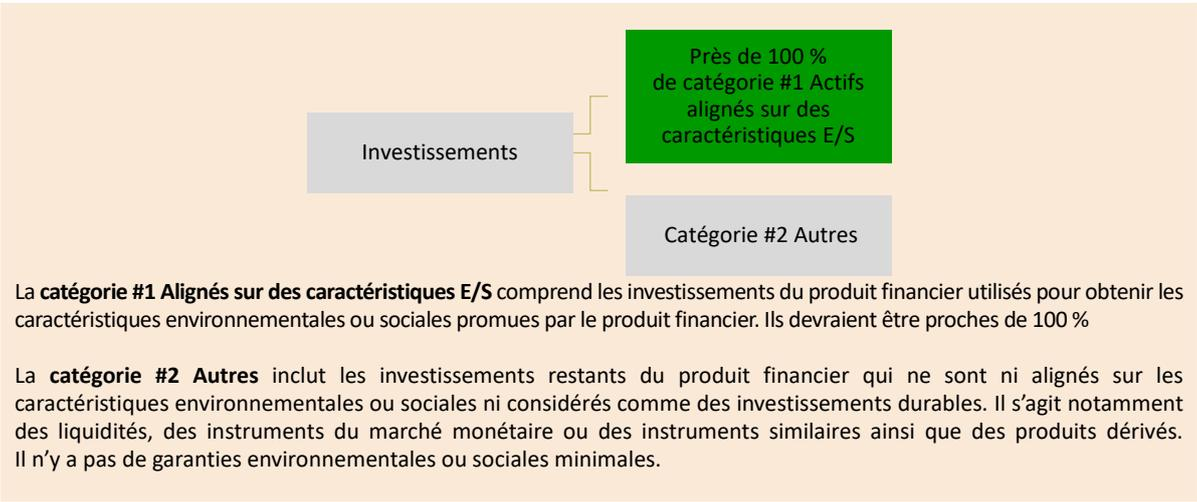 Près de 100 %
de catégorie #1 Actifs
alignés sur des
caractéristiques E/S
Investissements
Catégorie #2 Autres
La catégorie #1 Alignés sur des caractéristiques E/S comprend les investissements du produit financier utilisés pour obtenir les
caractéristiques environnementales ou sociales promues par le produit financier. Ils devraient être proches de 100 %
La catégorie #2 Autres inclut les investissements restants du produit financier qui ne sont ni alignés sur les
caractéristiques environnementales ou sociales ni considérés comme des investissements durables. Il s’agit notamment
des liquidités, des instruments du marché monétaire ou des instruments similaires ainsi que des produits dérivés.
Il n’y a pas de garanties environnementales ou sociales minimales.